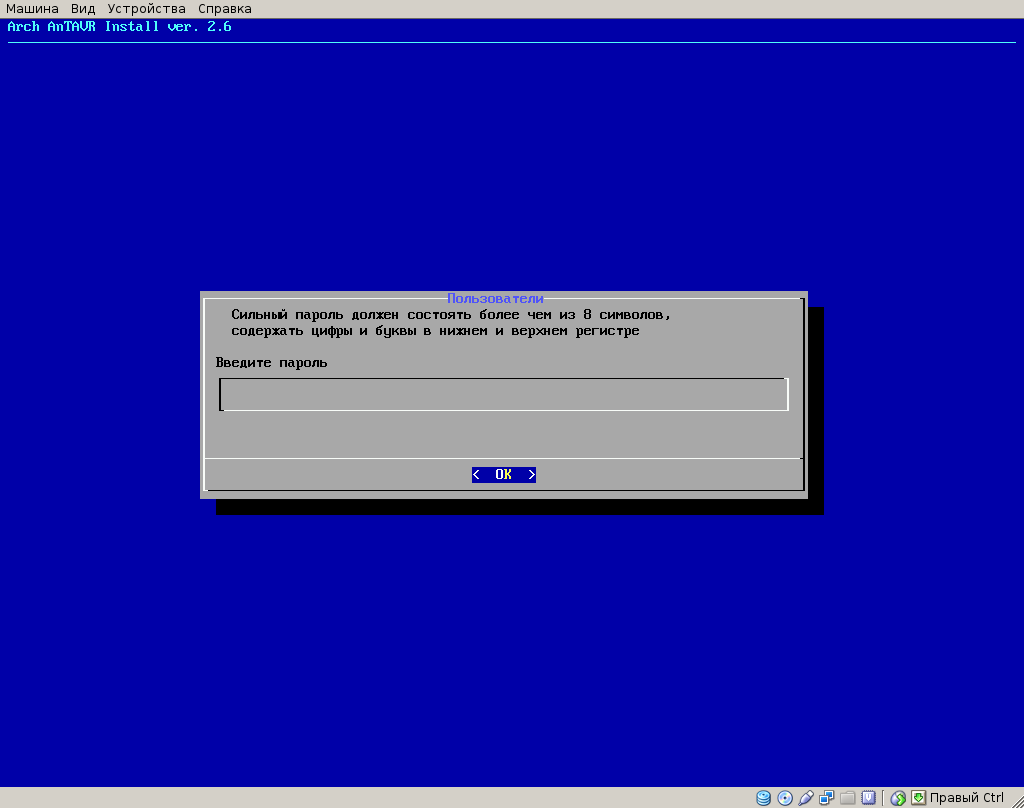 Машина Вид Устройства Справка
Arch AnTAVR Install ver. 2.6
Пользователи
Сильный пароль должен состоять более чем из 8 символов,
содержать цифры и буквы в нижнем и верхнем регистре
Введите пароль
< OK >
Правый Ctrl